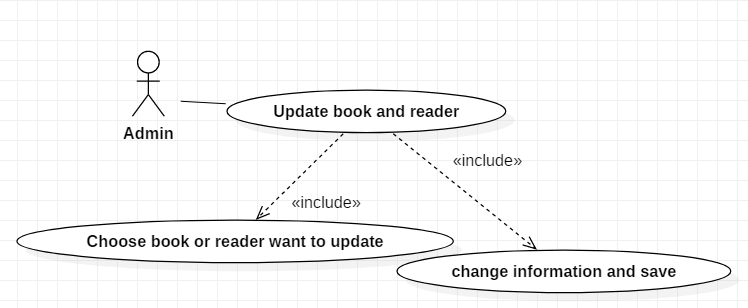 Update book and reader
Admin
«include»
«include»
Choose book or reader want to update
change information and save